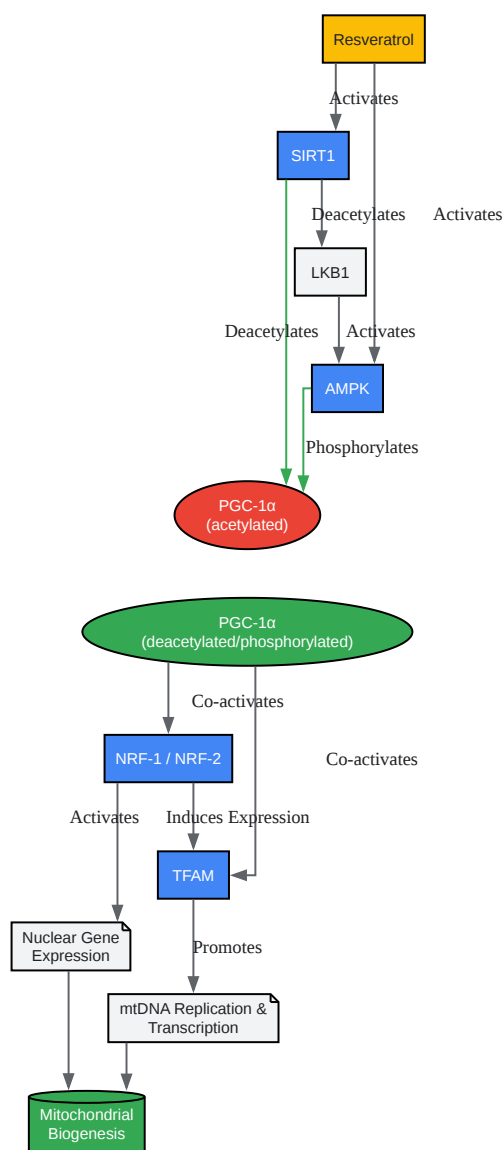 Resveratrol
Activates
SIRT1
Deacetylates
Activates
LKB1
Deacetylates
Activates
AMPK
Phosphorylates
PGC-1α
(acetylated)
PGC-1α
(deacetylated/phosphorylated)
Co-activates
NRF-1 / NRF-2
Co-activates
Activates
Induces Expression
TFAM
Nuclear Gene
Expression
Promotes
mtDNA Replication &
Transcription
Mitochondrial
Biogenesis